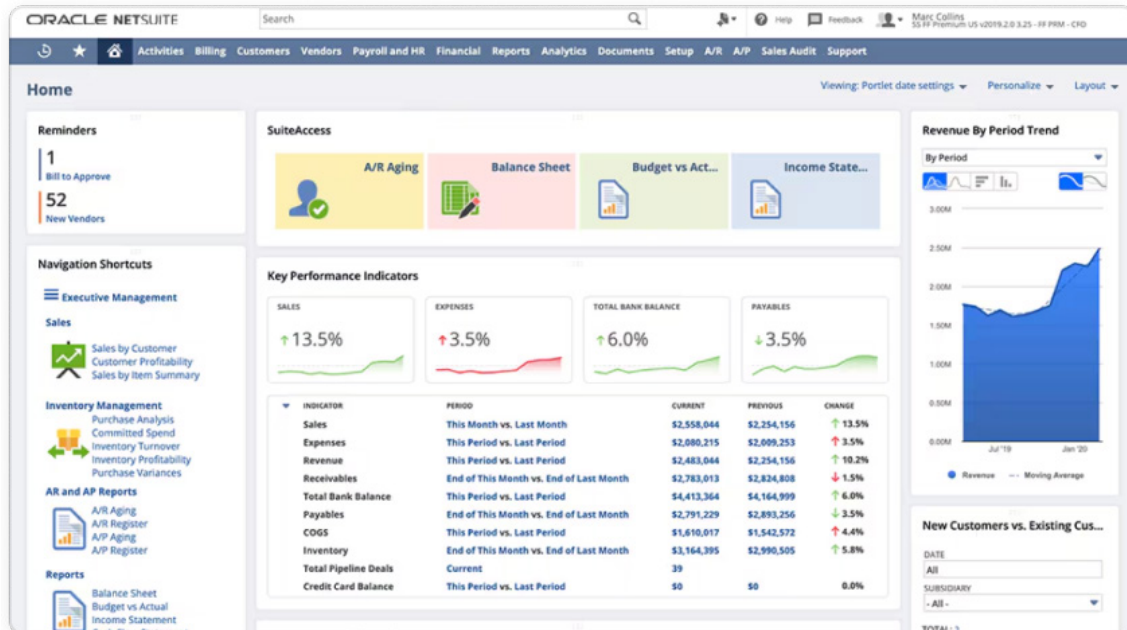 ORACLE NETSUITE
Search
Help
Feedback
Marc Collins
SS FF Premium US v2019.2.0 3.25 - FF PRM - CFO
Activities Billing Customers Vendors Payroll and HR Financial Reports Analytics Documents Setup A/R A/P Sales Audit Support
Home
Viewing: Portlet date settings Personalize Layout
Reminders
1
Bill to Approve
52
New Vendors
Navigation Shortcuts
Executive Management
Sales
Sales by Customer
Customer Profitability
Sales by Item Summary
Inventory Management
Purchase Analysis
Committed Spend
Inventory Turnover
Inventory Profitability
Purchase Variances
AR and AP Reports
A/R Aging
A/R Register
A/P Aging
A/P Register
Reports
Balance Sheet
Budget vs Actual
Income Statement
SuiteAccess
A/R Aging
Balance Sheet
Budget vs Act...
Income State...
Key Performance Indicators
SALES
13.5%
EXPENSES
3.5%
TOTAL BANK BALANCE
6.0%
PAYABLES
3.5%
INDICATOR PERIOD CURRENT PREVIOUS CHANGE
Sales This Month vs. Last Month $2,558,044 $2,254,156 13.5%
Expenses This Period vs. Last Period $2,080,215 $2,009,253 3.5%
Revenue This Period vs. Last Period $2,483,044 $2,254,156 10.2%
Receivables End of This Month vs. End of Last Month $2,783,013 $2,824,808 1.5%
Total Bank Balance This Period vs. Last Period $4,413,364 $4,164,999 6.0%
Payables End of This Month vs. End of Last Month $2,791,229 $2,893,256 3.5%
COGS This Period vs. Last Period $1,610,017 $1,542,572 4.4%
Inventory End of This Month vs. End of Last Month $3,164,395 $2,990,505 5.8%
Total Pipeline Deals Current 39
Credit Card Balance This Period vs. Last Period $0 $0 0.0%
Revenue By Period Trend
By Period
3.00M
2.50M
2.00M
1.50M
1.00M
0.50M
0.00M
Jul '19 Jan '20
Revenue Moving Average
New Customers vs. Existing Cus...
DATE
All
SUBSIDIARY
- All -